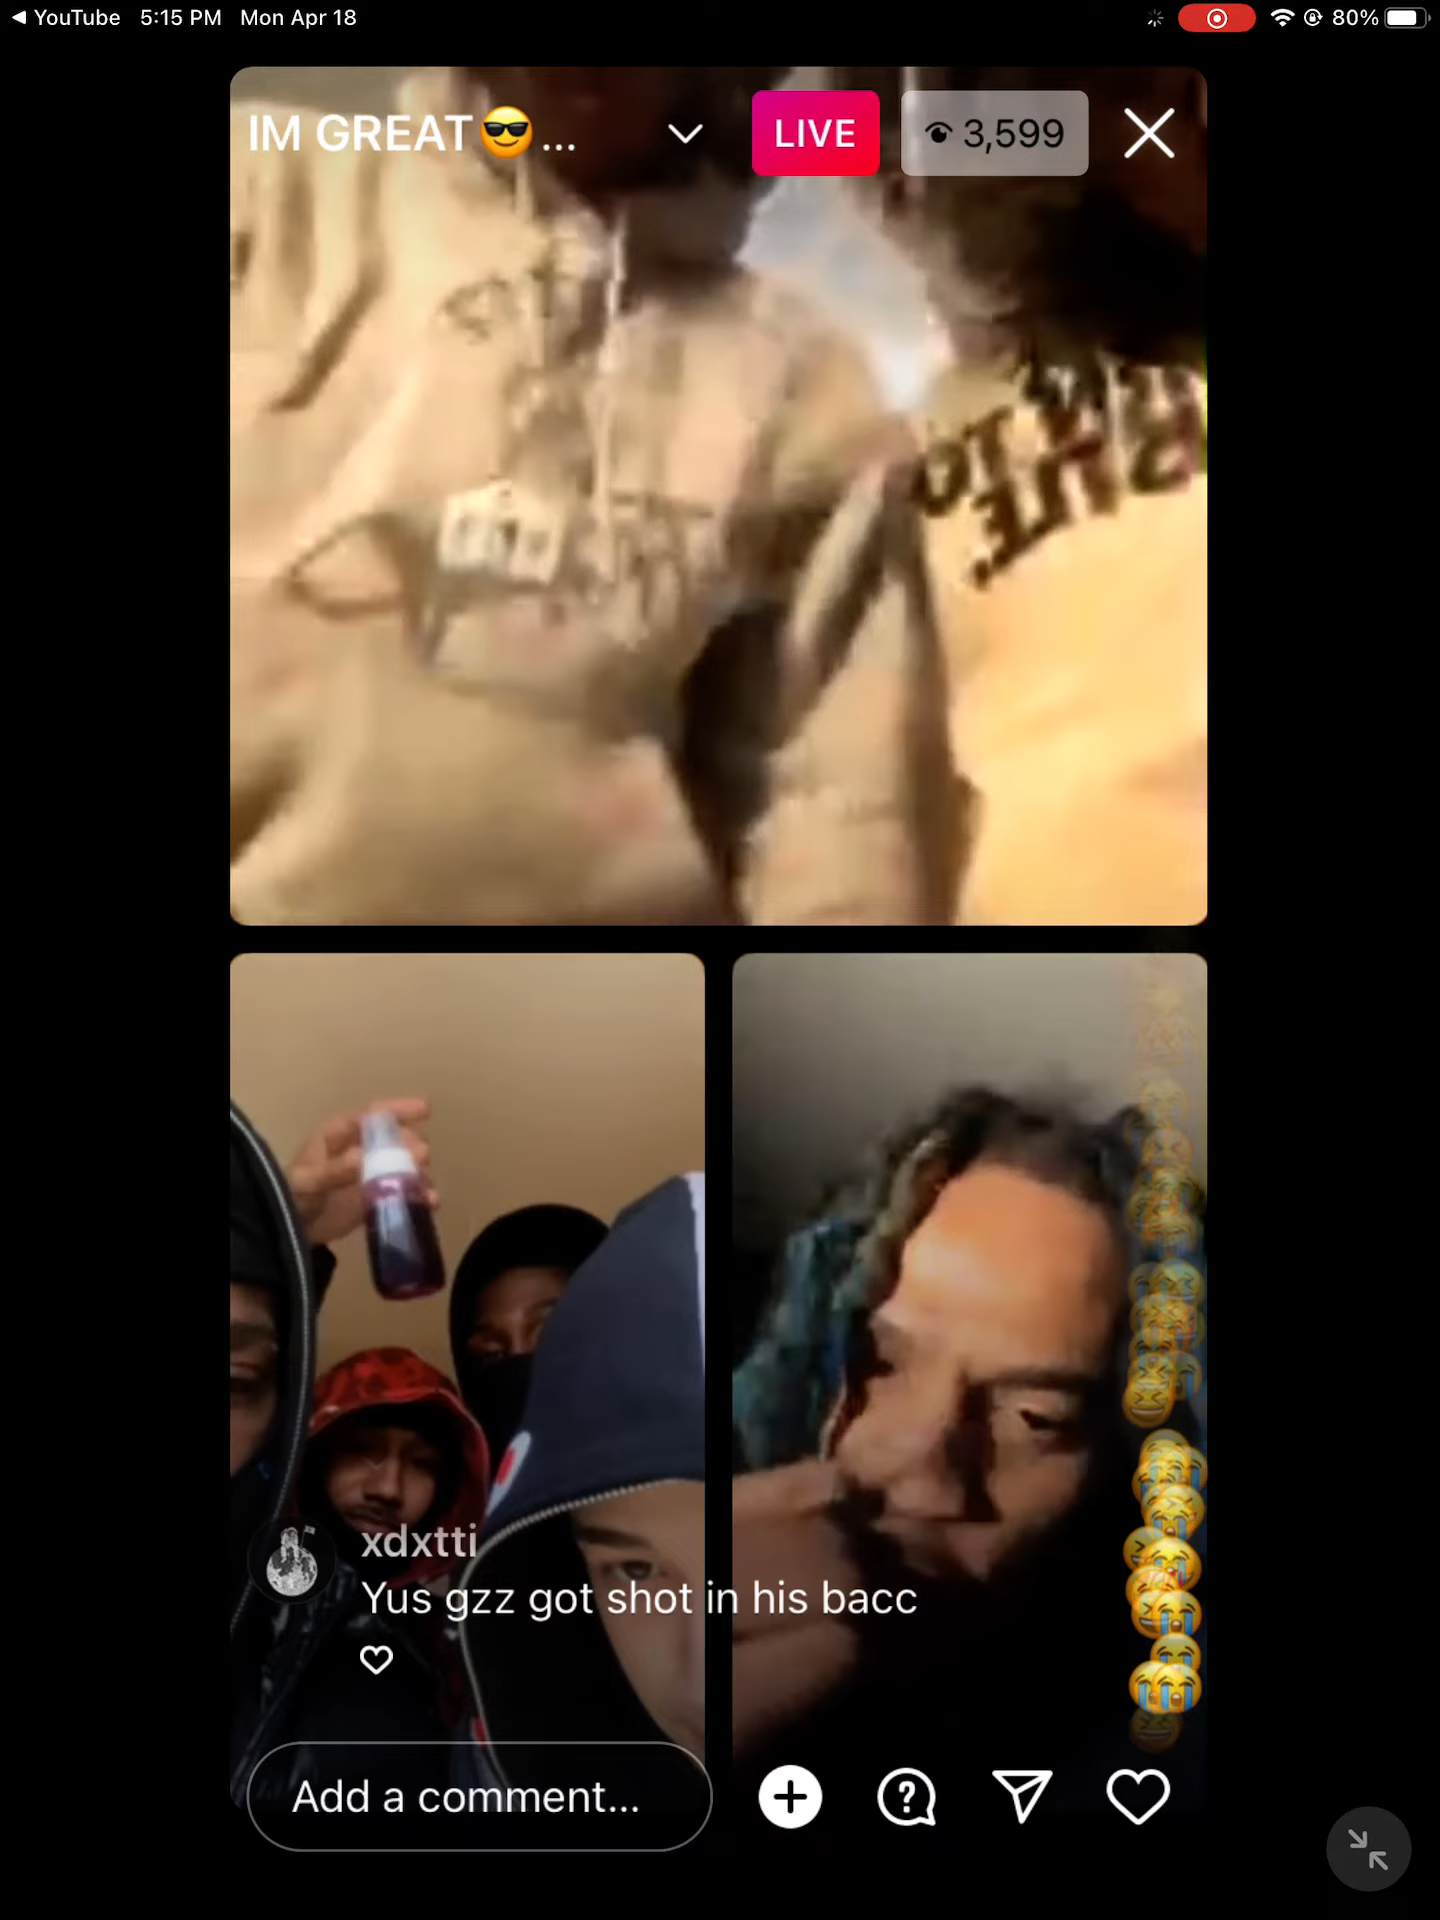 YouTube 5:15 PM Mon Apr 18 80%
IM GREAT😎... LIVE 3,599
xdxtti
Yus gzz got shot in his bacc
Add a comment...